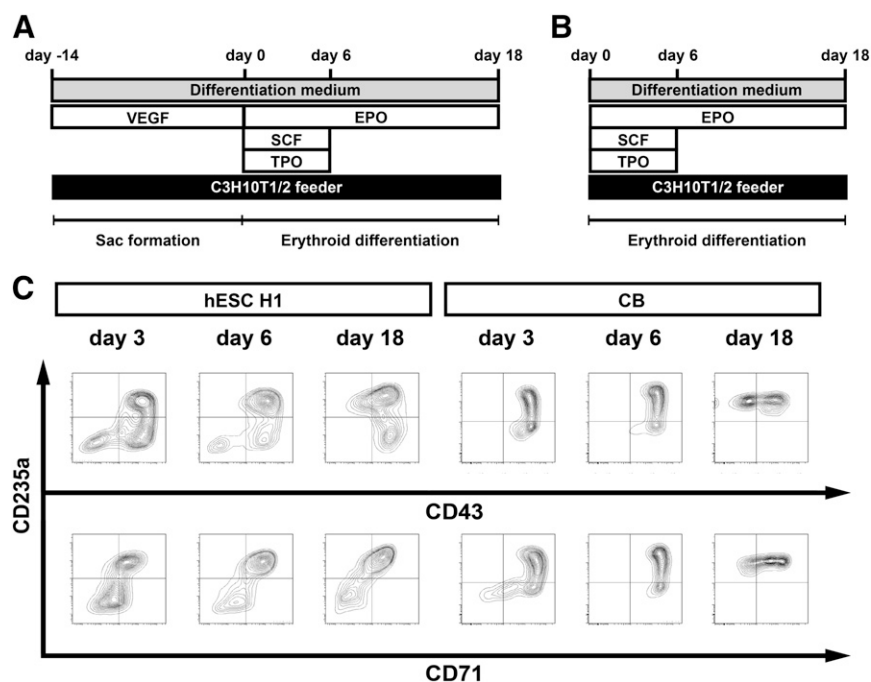 A
day -14
day 0
day 6
day 18
Differentiation medium
VEGF
EPO
SCF
TPO
C3H10T1/2 feeder
Sac formation
Erythroid differentiation
B
day 0
day 6
day 18
Differentiation medium
EPO
SCF
TPO
C3H10T1/2 feeder
Erythroid differentiation
C
hESC H1
CB
day 3
day 6
day 18
day 3
day 6
day 18
CD235a
CD43
CD71